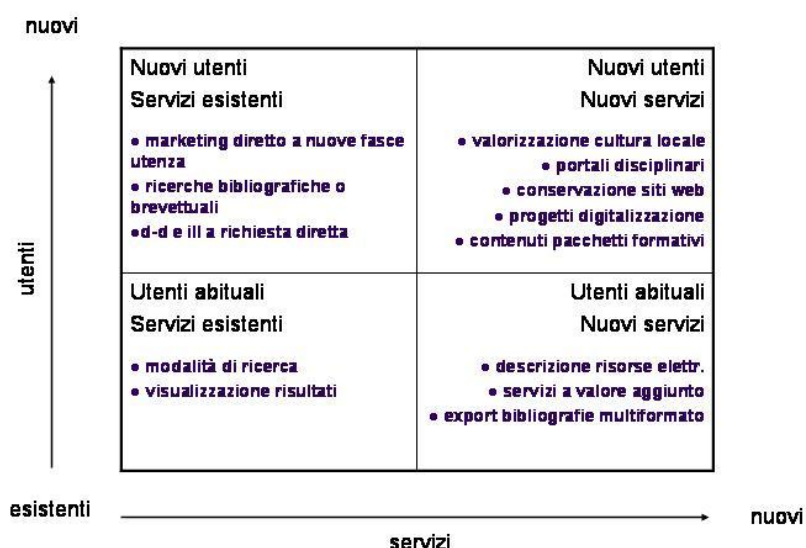 nuovi
Nuovi utenti
Servizi esistenti
• marketing diretto a nuove fasce
utenza
• ricerche bibliografiche o
brevettuali
•d-d e ill a richiesta diretta
Nuovi utenti
Nuovi servizi
• valorizzazione cultura locale
• portali disciplinari
• conservazione siti web
• progetti digitalizzazione
• contenuti pacchetti formativi
utenti
Utenti abituali
Servizi esistenti
• modalità di ricerca
• visualizzazione risultati
Utenti abituali
Nuovi servizi
• descrizione risorse elettr.
• servizi a valore aggiunto
• export bibliografie multiformato
esistenti
servizi
nuovi